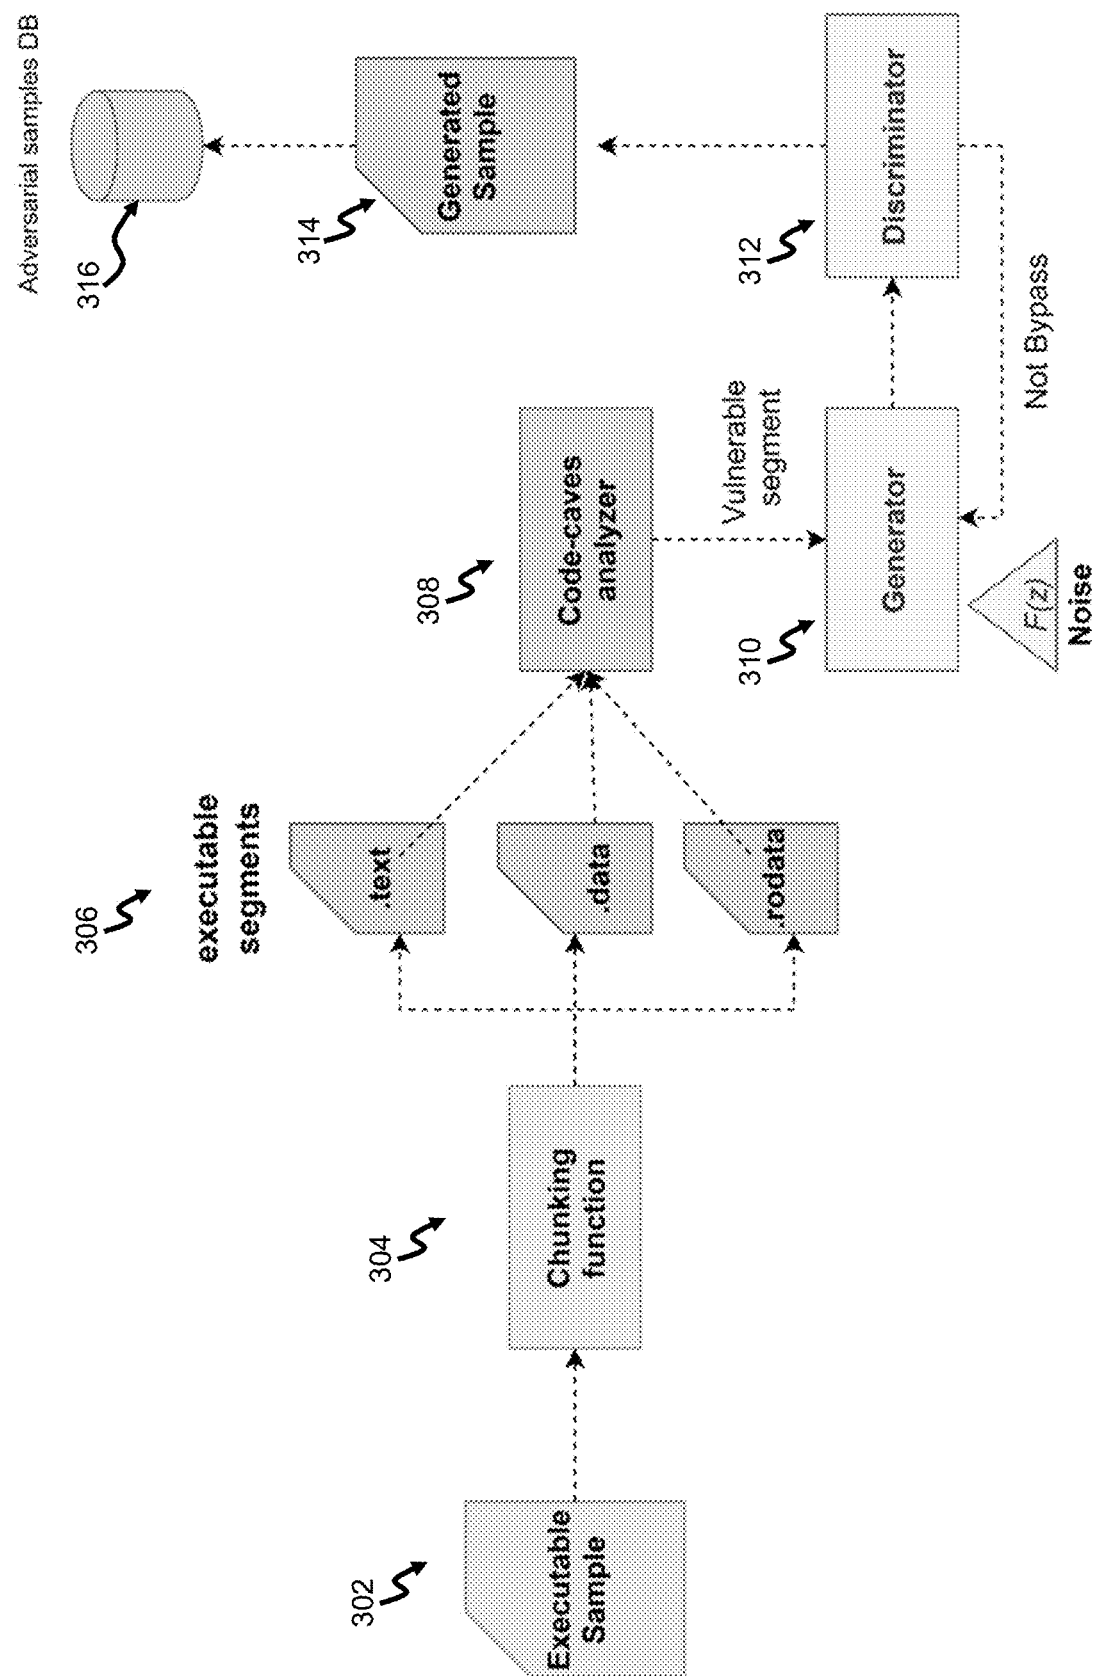 302
Executable
Sample
304
Chunking
function
306
executable
segments
.text
.data
.rodata
308
Code-caves
analyzer
Vulnerable
segment
310
Generator
F(z)
Noise
312
Discriminator
Not Bypass
314
Generated
Sample
316
Adversarial samples DB